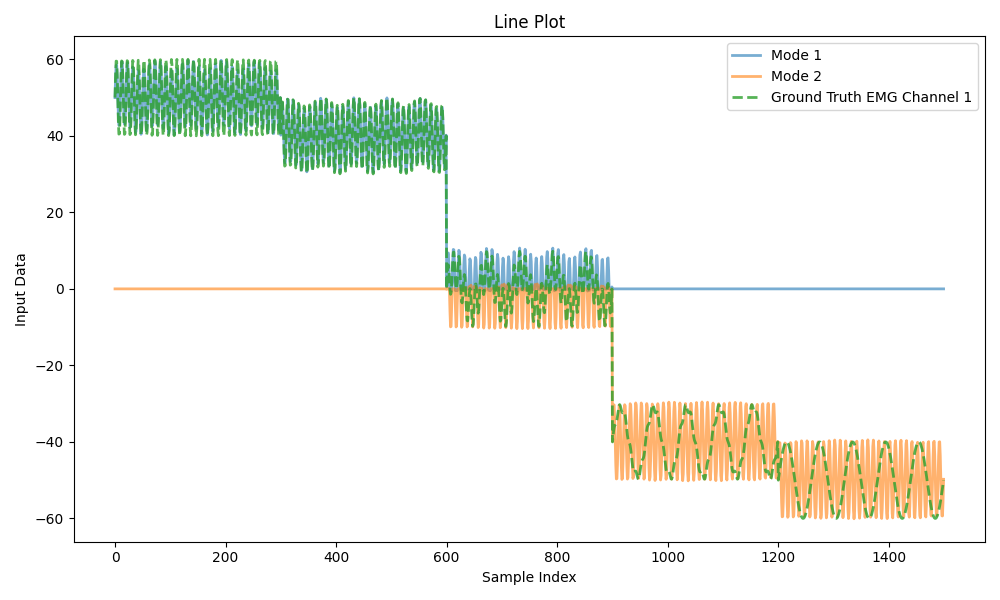 Line Plot
Mode 1
Mode 2
Ground Truth EMG Channel 1
Input Data
60
40
20
0
−20
−40
−60
0
200
400
600
800
1000
1200
1400
Sample Index